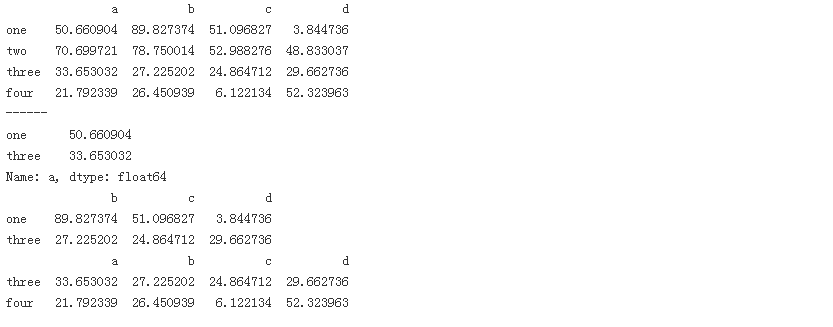 a          b          c          d
one    50.660904  89.827374  51.096827   3.844736
two    70.699721  78.750014  52.988276  48.833037
three  33.653032  27.225202  24.864712  29.662736
four   21.792339  26.450939   6.122134  52.323963
------
one      50.660904
three    33.653032
Name: a, dtype: float64
               b          c          d
one    89.827374  51.096827   3.844736
three  27.225202  24.864712  29.662736
               a          b          c          d
three  33.653032  27.225202  24.864712  29.662736
four   21.792339  26.450939   6.122134  52.323963